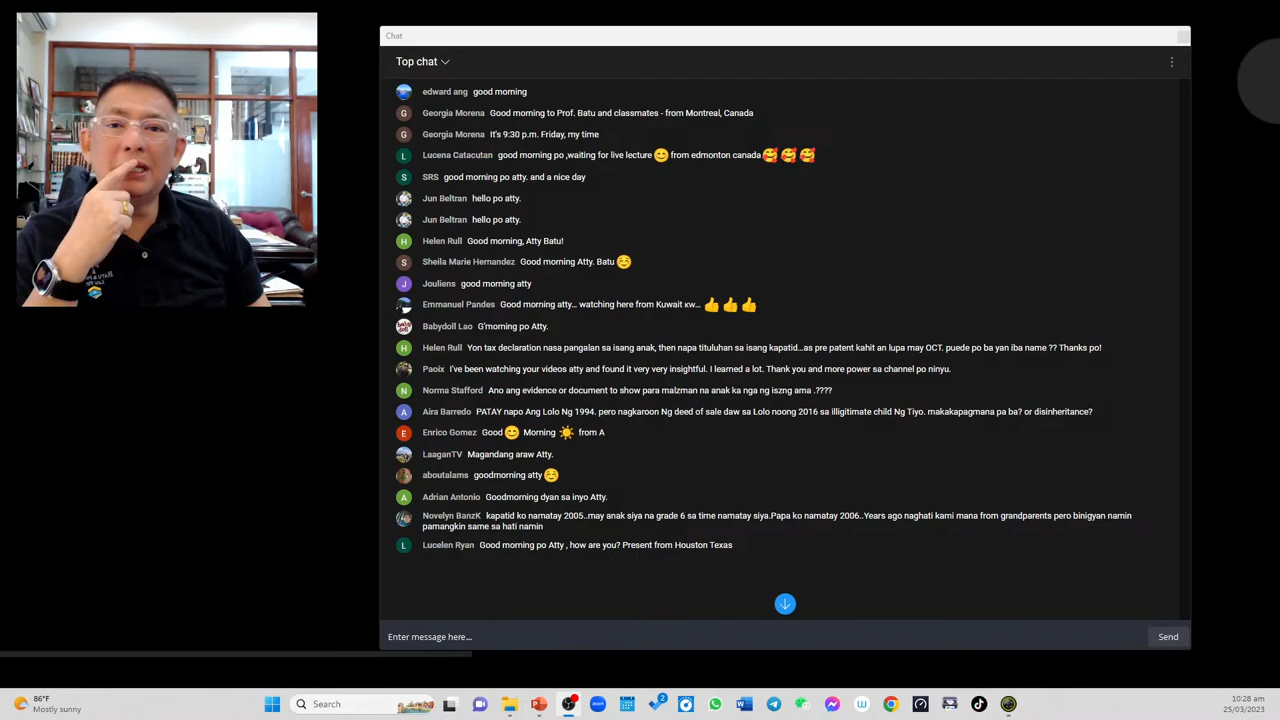 Chat
Top chat
edward ang good morning
G Georgia Morena Good morning to Prof. Batu and classmates - from Montreal, Canada
G Georgia Morena It's 9:30 p.m. Friday, my time
L Lucena Catacutan good morning po ,waiting for live lecture 😊 from edmonton canada 🥰 🥰 🥰
S SRS good morning po atty. and a nice day
Jun Beltran hello po atty.
Jun Beltran hello po atty.
H Helen Rull Good morning, Atty Batu!
S Sheila Marie Hernandez Good morning Atty. Batu ☺️
J Jouliens good morning atty
Emmanuel Pandes Good morning atty... watching here from Kuwait kw... 👍 👍 👍
Babydoll Lao G'morning po Atty.
H Helen Rull Yon tax declaration nasa pangalan sa isang anak, then napa tituluhan sa isang kapatid...as pre patent kahit an lupa may OCT. puede po ba yan iba name ?? Thanks po!
Paoix I've been watching your videos atty and found it very very insightful. I learned a lot. Thank you and more power sa channel po ninyu.
N Norma Stafford Ano ang evidence or document to show para malzman na anak ka nga ng iszng ama .????
A Aira Barredo PATAY napo Ang Lolo Ng 1994. pero nagkaroon Ng deed of sale daw sa Lolo noong 2016 sa illigitimate child Ng Tiyo. makakapagmana pa ba? or disinheritance?
E Enrico Gomez Good 😊 Morning ☀️ from A
LaaganTV Magandang araw Atty.
aboutalams goodmorning atty ☺️
A Adrian Antonio Goodmorning dyan sa inyo Atty.
Novelyn BanzK kapatid ko namatay 2005..may anak siya na grade 6 sa time namatay siya.Papa ko namatay 2006..Years ago naghati kami mana from grandparents pero binigyan namin
pamangkin same sa hati namin
L Lucelen Ryan Good morning po Atty , how are you? Present from Houston Texas
Enter message here...
Send
86°F
Mostly sunny
Search
10:28 am
25/03/2023